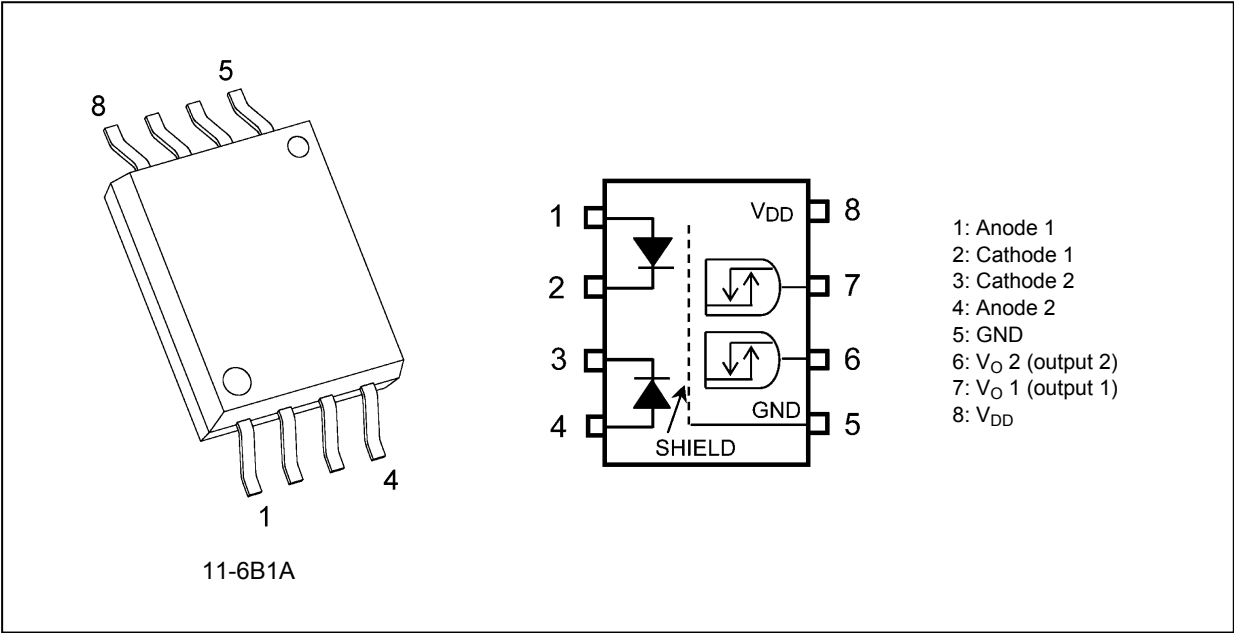 5
8
1
4
11-6B1A
1
2
3
4
VDD
8
7
6
GND
5
SHIELD
1: Anode 1
2: Cathode 1
3: Cathode 2
4: Anode 2
5: GND
6: VO 2 (output 2)
7: VO 1 (output 1)
8: VDD